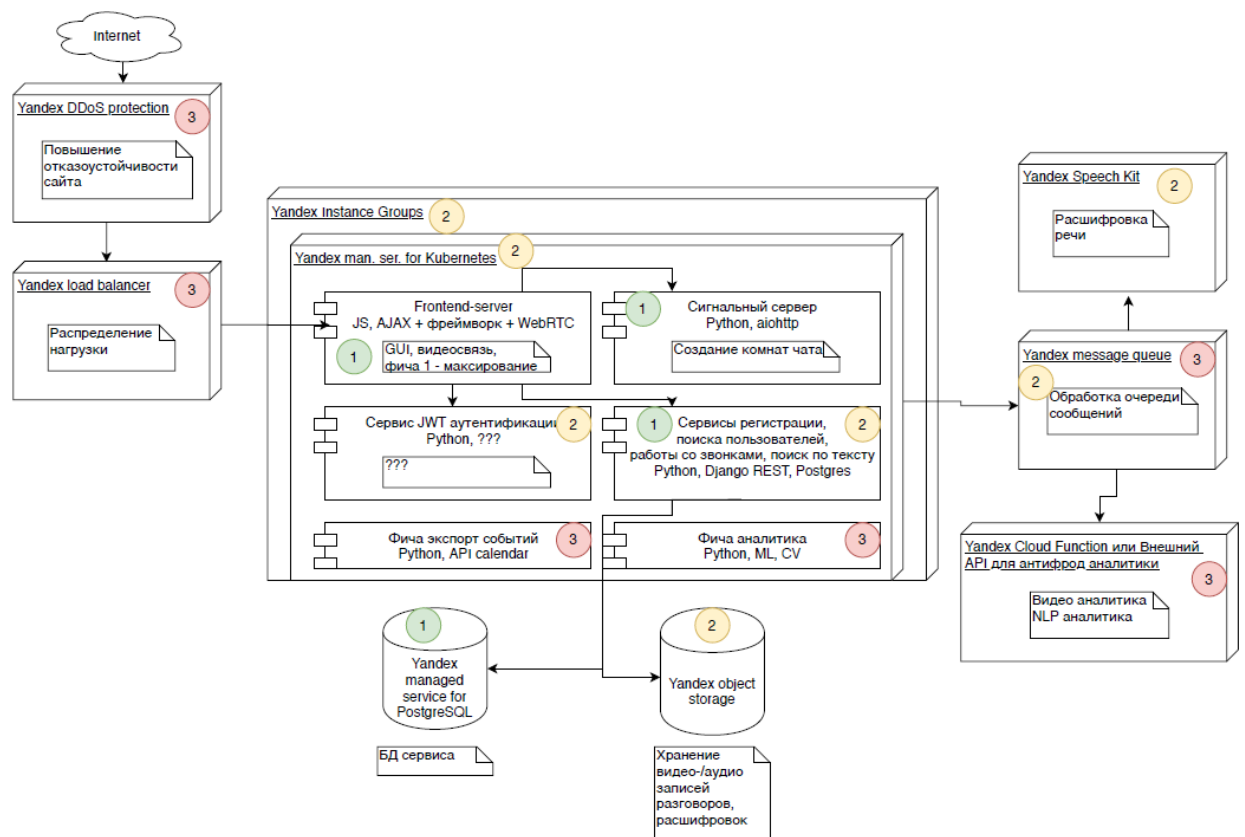 Internet
Yandex DDoS protection
3
Повышение
отказоустойчивости
сайта
Yandex load balancer
3
Распределение
нагрузки
Yandex Instance Groups
2
Yandex man. ser. for Kubernetes
2
Frontend-server
JS, AJAX + фреймворк + WebRTC
1
GUI, видеосвязь,
фича 1 - максирование
1
Сигнальный сервер
Python, aiohttp
Создание комнат чата
Сервис JWT аутентификации
Python, ???
2
???
1
Сервисы регистрации,
поиска пользователей,
работы со звонками, поиск по тексту
Python, Django REST, Postgres
2
Фича экспорт событий
Python, API calendar
3
Фича аналитика
Python, ML, CV
3
Yandex Speech Kit
2
Расшифровка
речи
Yandex message queue
3
2
Обработка очереди
сообщений
Yandex Cloud Function или Внешний
API для антифрод аналитики
3
Видео аналитика
NLP аналитика
1
Yandex
managed
service for
PostgreSQL
БД сервиса
2
Yandex object
storage
Хранение
видео-/аудио
записей
разговоров,
расшифровок